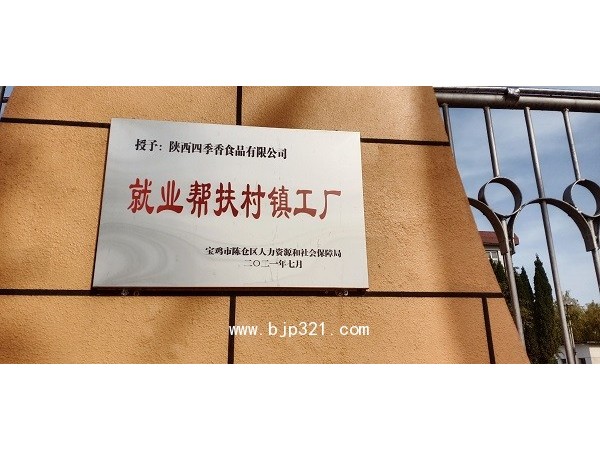 授予：陕西四季香食品有限公司
就业帮扶村镇工厂
宝鸡市陈仓区人力资源和社会保障局
二〇二一年七月
www.bjp321.com